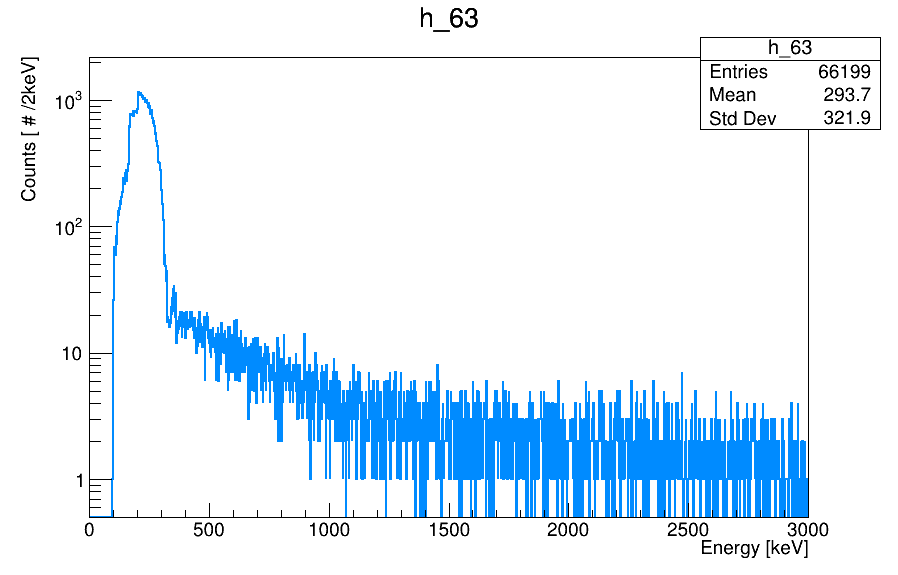 h_63
h_63
Entries 66199
Mean 293.7
Std Dev 321.9
Counts [ # /2keV]
10³
10²
10
1
0 500 1000 1500 2000 2500 3000
Energy [keV]